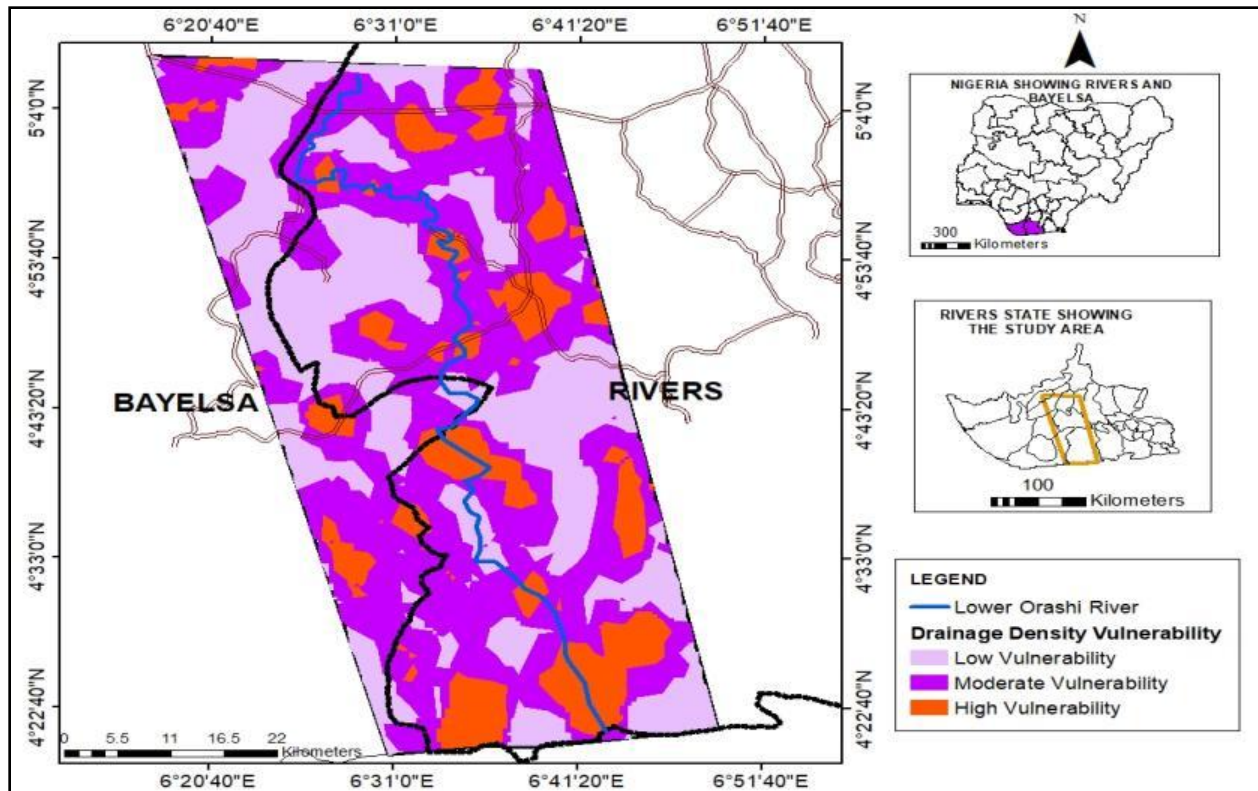 6°20'40"E 6°31'0"E 6°41'20"E 6°51'40"E
N
NIGERIA SHOWING RIVERS AND
BAYELSA
300
Kilometers
5°4'0"N 5°4'0"N
4°53'40"N 4°53'40"N
4°43'20"N 4°43'20"N
4°33'0"N 4°33'0"N
4°22'40"N 4°22'40"N
BAYELSA
RIVERS
RIVERS STATE SHOWING
THE STUDY AREA
100
Kilometers
LEGEND
Lower Orashi River
Drainage Density Vulnerability
Low Vulnerability
Moderate Vulnerability
High Vulnerability
0 5.5 11 16.5 22
Kilometers
6°20'40"E 6°31'0"E 6°41'20"E 6°51'40"E